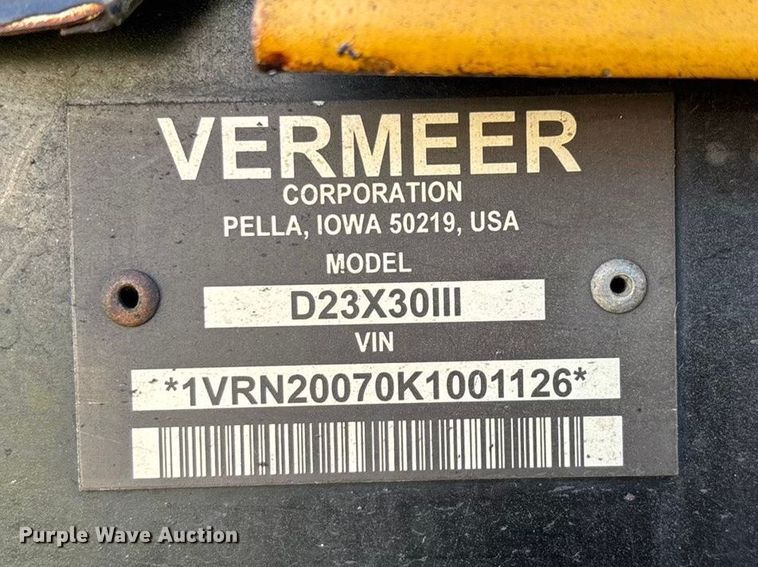 VERMEER
CORPORATION
PELLA, IOWA 50219, USA
MODEL
D23X30III
VIN
*1VRN20070K1001126*
Purple Wave Auction